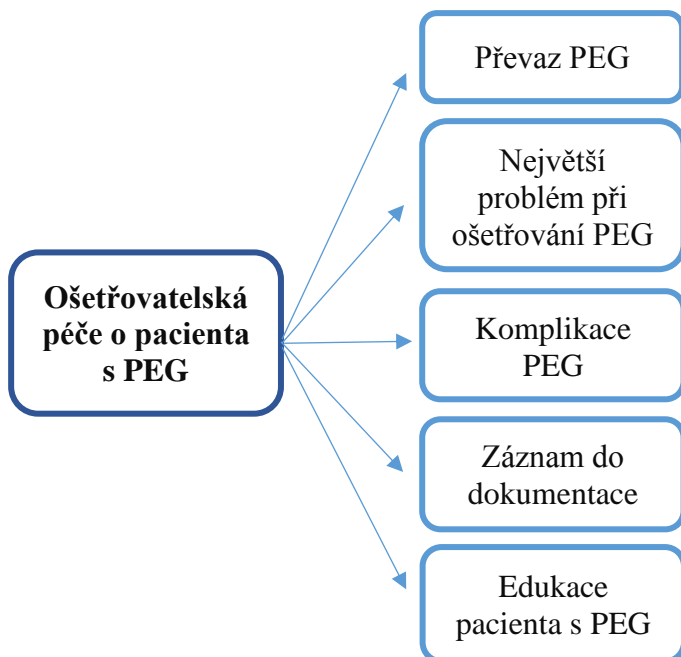 Převaz PEG
Největší
problém při
ošetřování PEG
Ošetřovatelská
péče o pacienta
s PEG
Komplikace
PEG
Záznam do
dokumentace
Edukace
pacienta s PEG